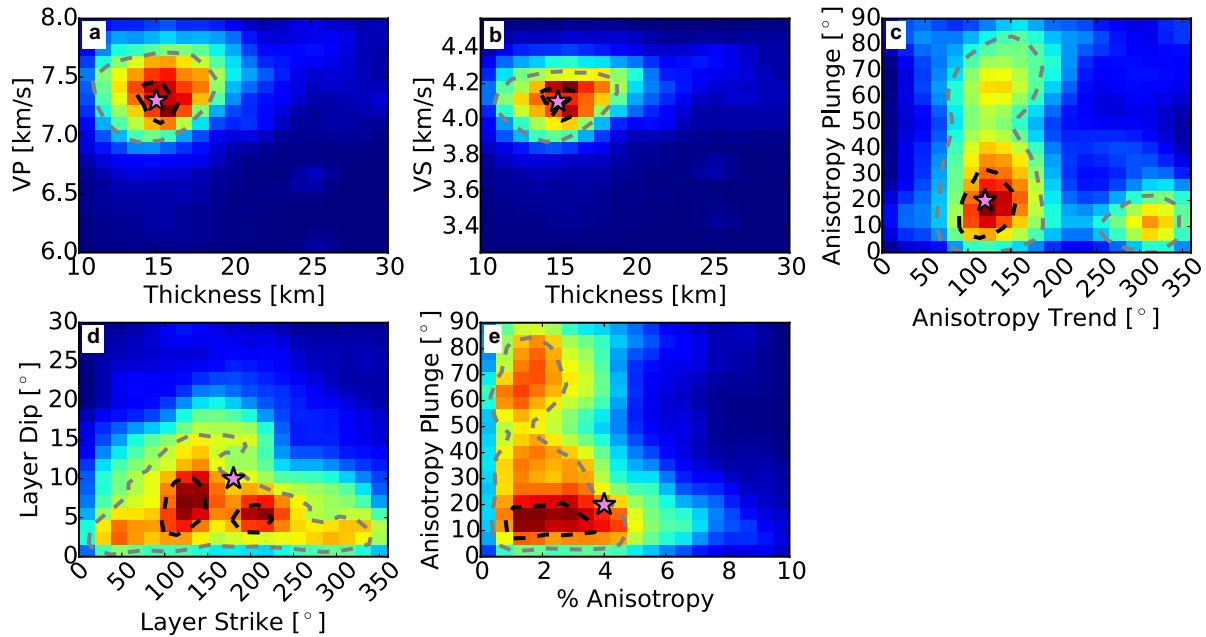 a
8.0
7.5
7.0
6.5
6.0
VP [km/s]
10 15 20 25 30
Thickness [km]
b
4.4
4.2
4.0
3.8
3.6
3.4
VS [km/s]
10 15 20 25 30
Thickness [km]
c
90
80
70
60
50
40
30
20
10
0
Anisotropy Plunge [°]
0 50 100 150 200 250 300 350
Anisotropy Trend [°]
d
30
25
20
15
10
5
0
Layer Dip [°]
0 50 100 150 200 250 300 350
Layer Strike [°]
e
90
80
70
60
50
40
30
20
10
0
Anisotropy Plunge [°]
0 2 4 6 8 10
% Anisotropy